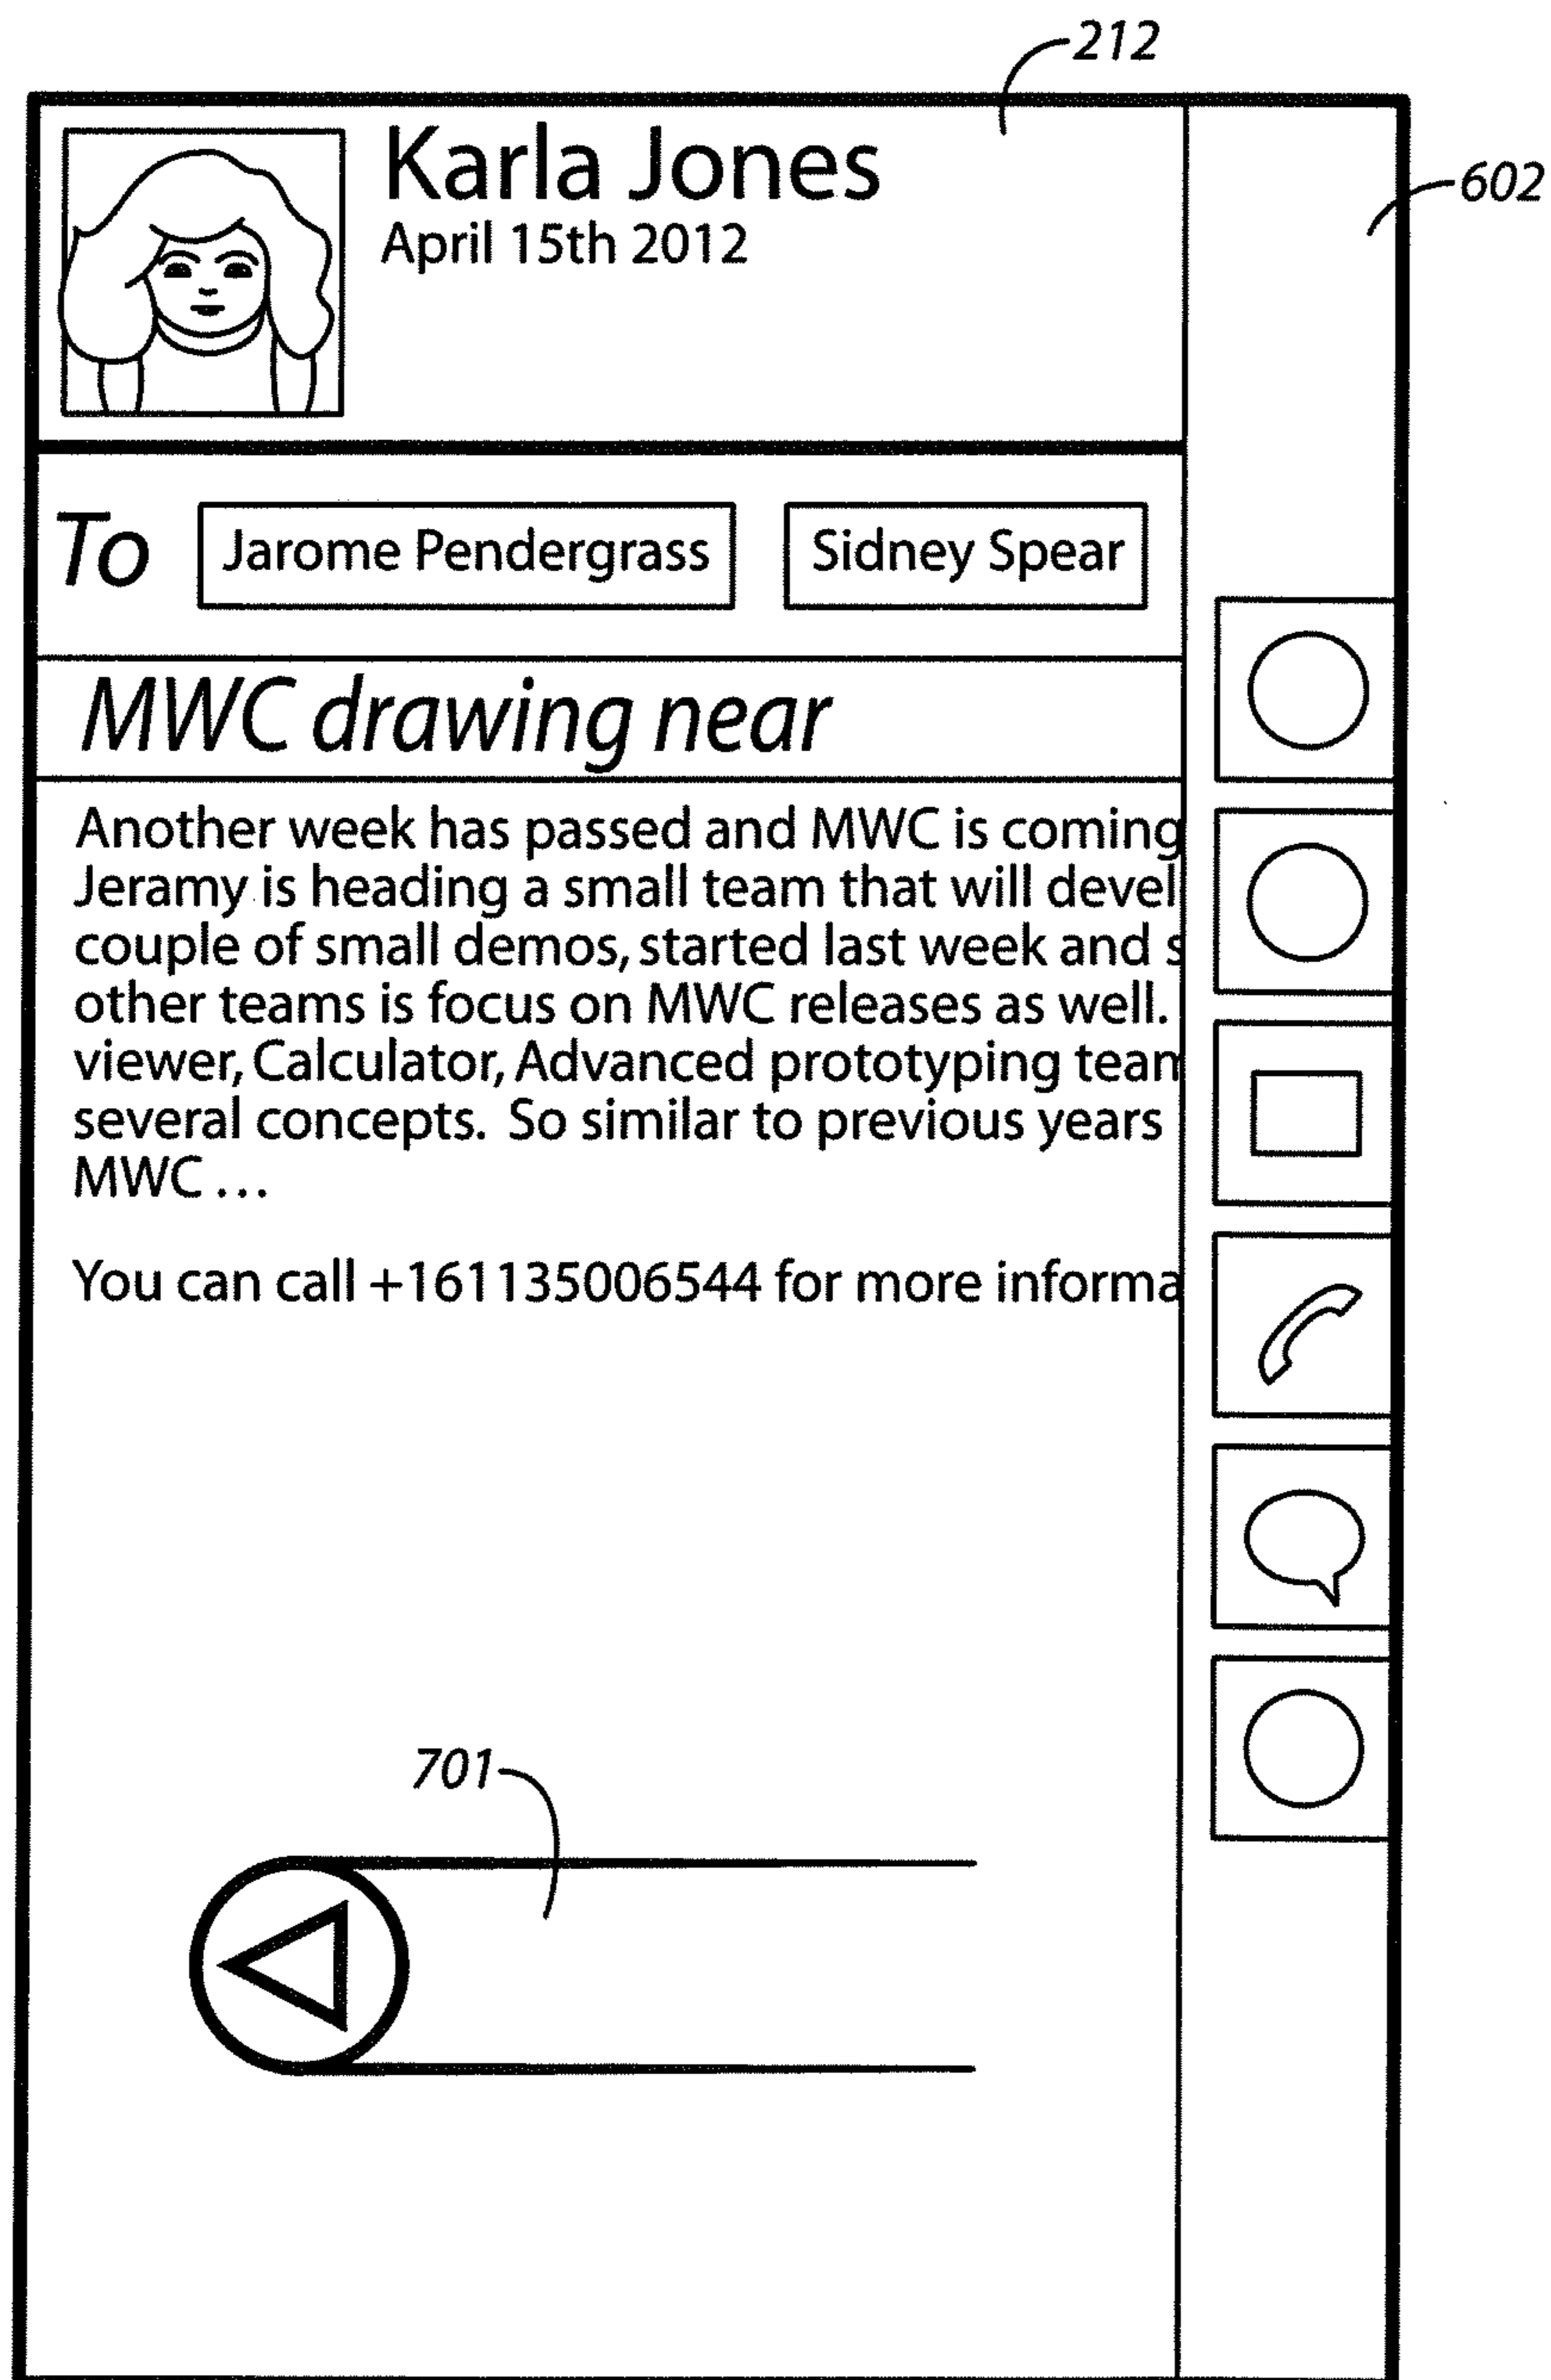 212
602
Karla Jones
April 15th 2012
To Jarome Pendergrass Sidney Spear
MWC drawing near
Another week has passed and MWC is coming
Jeramy is heading a small team that will devel
couple of small demos, started last week and s
other teams is focus on MWC releases as well.
viewer, Calculator, Advanced prototyping team
several concepts. So similar to previous years
MWC ...
You can call +161135006544 for more informa
701